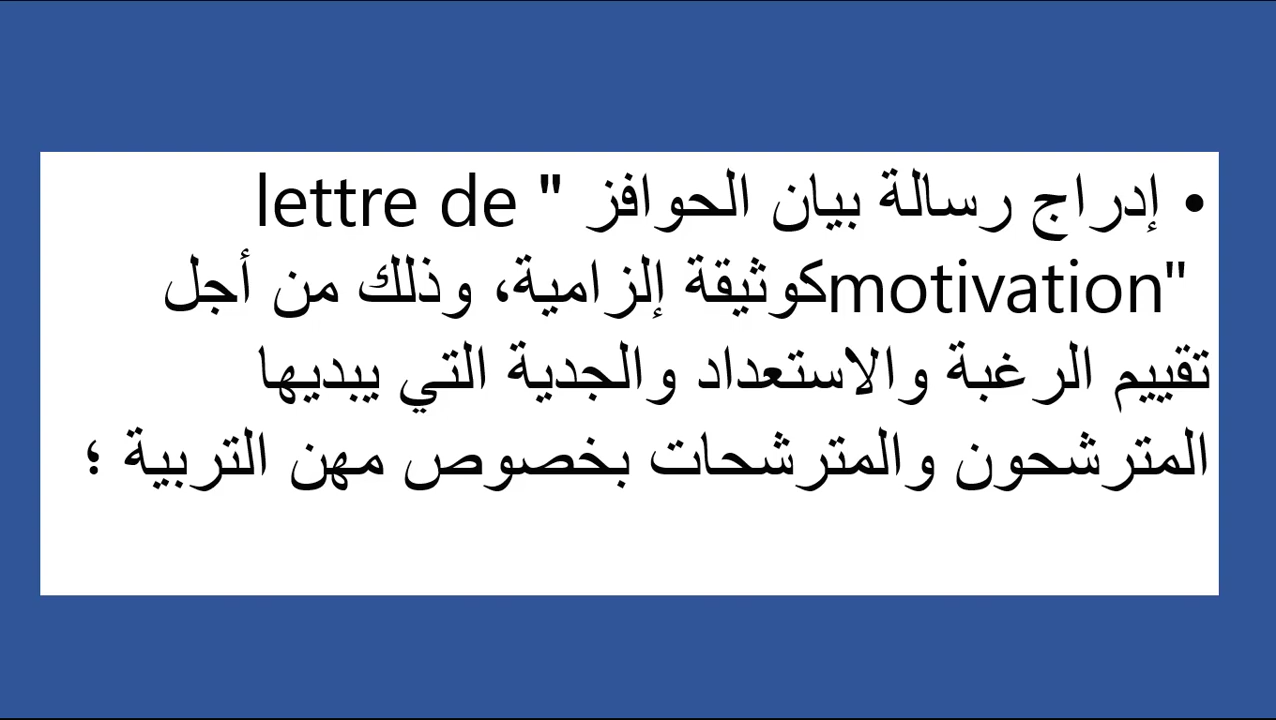 • إدراج رسالة بيان الحوافز " lettre de
motivation"كوثيقة إلزامية، وذلك من أجل
تقييم الرغبة والاستعداد والجدية التي يبديها
المترشحون والمترشحات بخصوص مهن التربية ؛